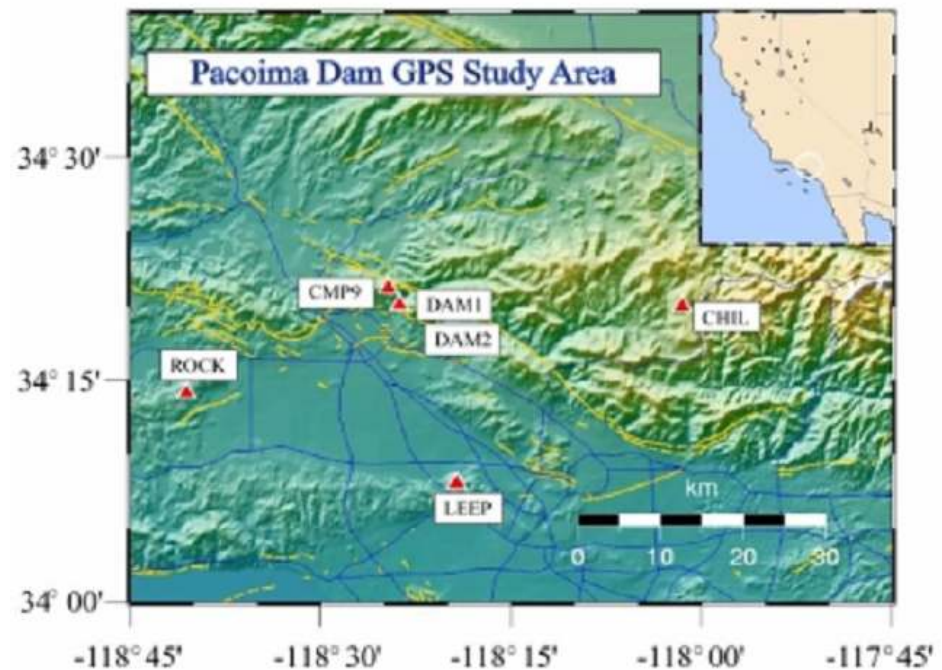 Pacoima Dam GPS Study Area
34° 30'
CMP9
DAM1
CHIL
DAM2
ROCK
34° 15'
LEEP
km
0 10 20 30
34° 00'
-118° 45' -118° 30' -118° 15' -118° 00' -117° 45'